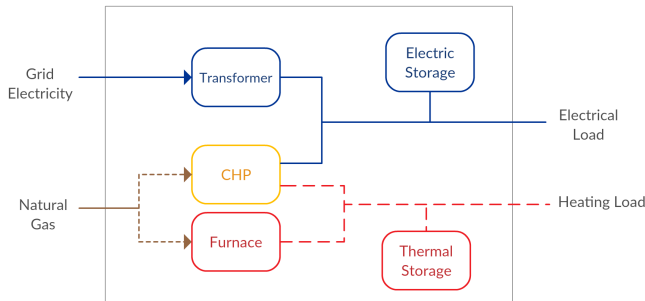 Grid
Electricity
Transformer
Electric
Storage
Electrical
Load
CHP
Natural
Gas
Heating Load
Furnace
Thermal
Storage